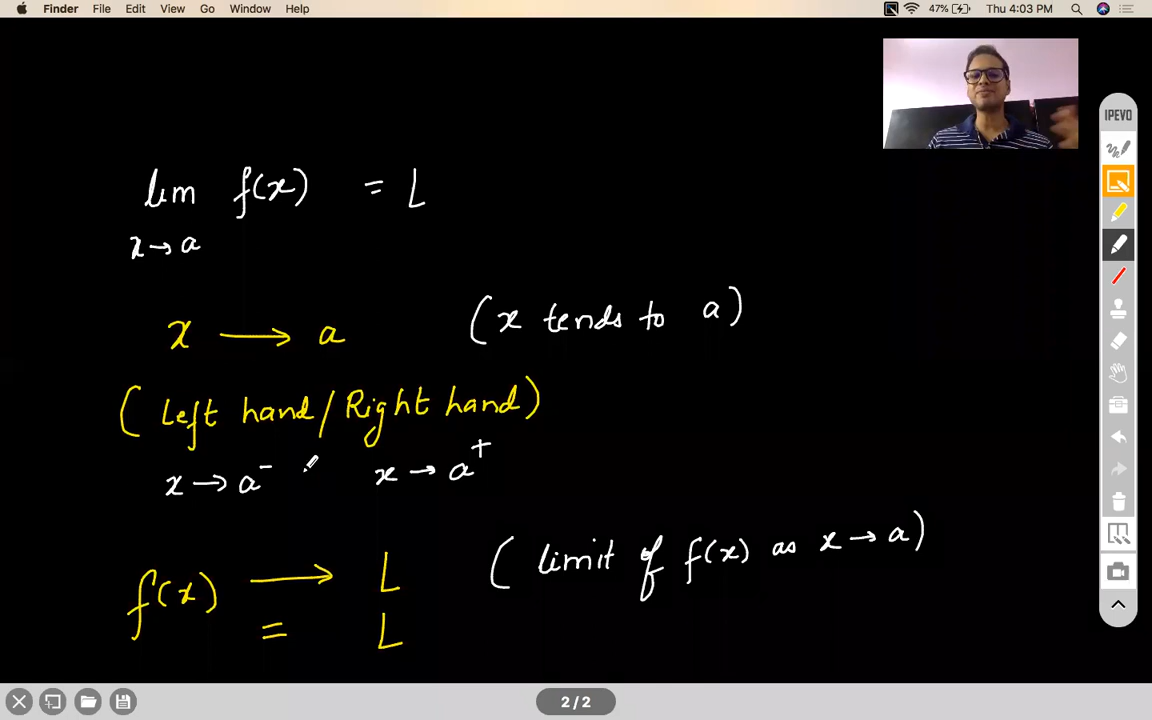 Finder File Edit View Go Window Help 47% Thu 4:03 PM
IPEVO
lim f(x) = L
x→a
x → a (x tends to a)
(Left hand/Right hand)
x→a⁻ x→a⁺
f(x) → L (limit of f(x) as x→a)
= L
2/2